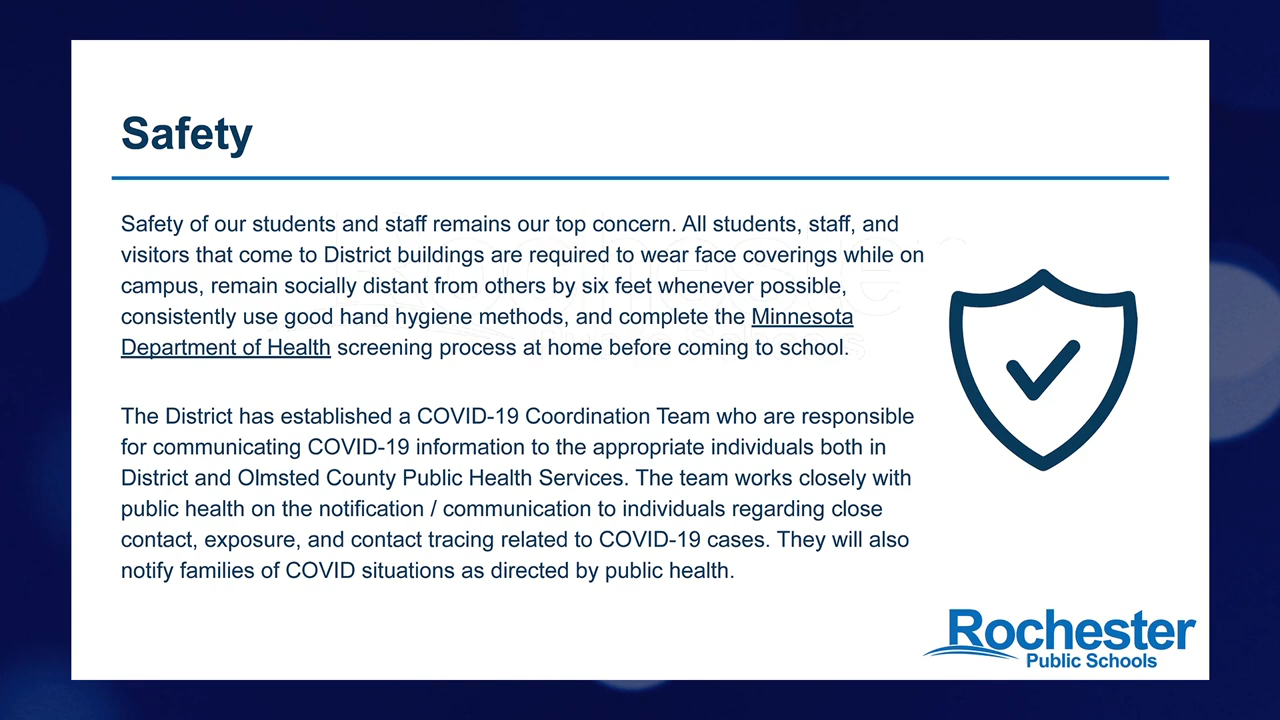 Safety
Safety of our students and staff remains our top concern. All students, staff, and
visitors that come to District buildings are required to wear face coverings while on
campus, remain socially distant from others by six feet whenever possible,
consistently use good hand hygiene methods, and complete the Minnesota
Department of Health screening process at home before coming to school.
The District has established a COVID-19 Coordination Team who are responsible
for communicating COVID-19 information to the appropriate individuals both in
District and Olmsted County Public Health Services. The team works closely with
public health on the notification / communication to individuals regarding close
contact, exposure, and contact tracing related to COVID-19 cases. They will also
notify families of COVID situations as directed by public health.
Rochester
Public Schools